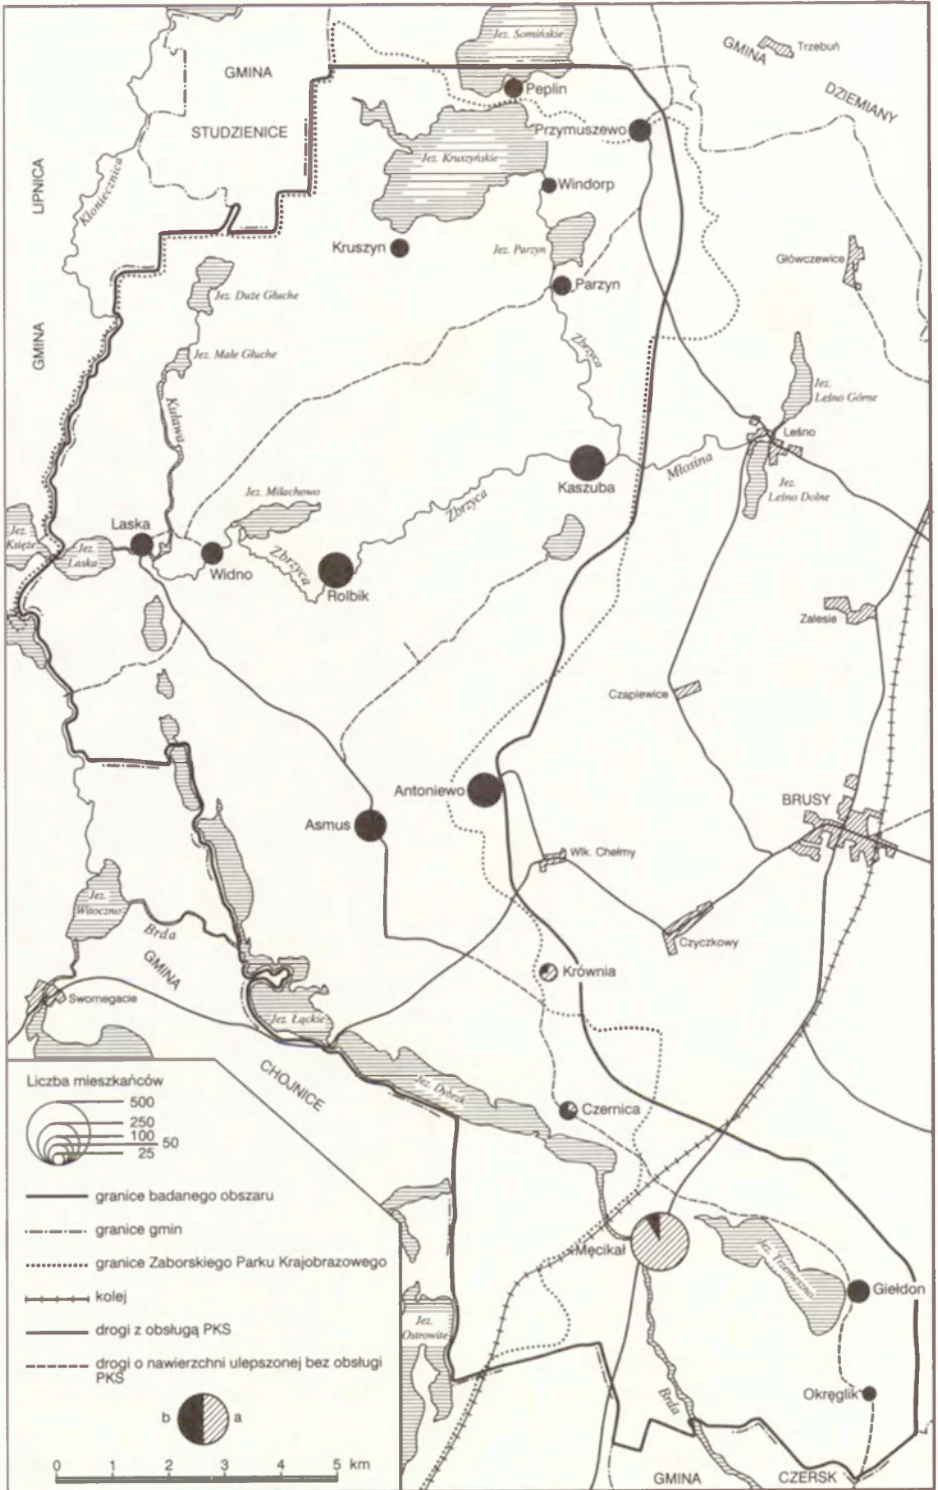 Jez. Somińskie
GMINA
Trzebuń
GMINA
STUDZIENICE
Peplin
DZIEMIANY
Przymuszewo
LIPNICA
Kłoniecznica
Jez. Kruszyńskie
Windorp
Kruszyn
Jez. Parzyn
Główczewice
Jez. Duże Głuche
Parzyn
GMINA
Jez. Małe Głuche
Zbrzyca
Jez.
Leśno Górne
Kulawa
Leśno
Kaszuba
Młosina
Jez.
Leśno Dolne
Jez. Milachowo
Zbrzyca
Jez.
Księże
Jez.
Laska
Laska
Widno
Zbrzyca
Rolbik
Zalesie
Czapiewice
Antoniewo
BRUSY
Asmus
Wlk. Chełmy
Jez.
Witoczno
Brda
Czyczkowy
GMINA
Krównia
Swornegacie
Jez. Łąckie
CHOJNICE
Jez. Dybrzk
Czernica
Liczba mieszkańców
500
250
100
50
25
granice badanego obszaru
granice gmin
granice Zaborskiego Parku Krajobrazowego
kolej
drogi z obsługą PKS
drogi o nawierzchni ulepszonej bez obsługi
PKS
b a
0 1 2 3 4 5 km
Męcikał
Jez. Trzemeszno
Giełdon
Jez.
Ostrowite
Okręglik
Brda
GMINA
CZERSK